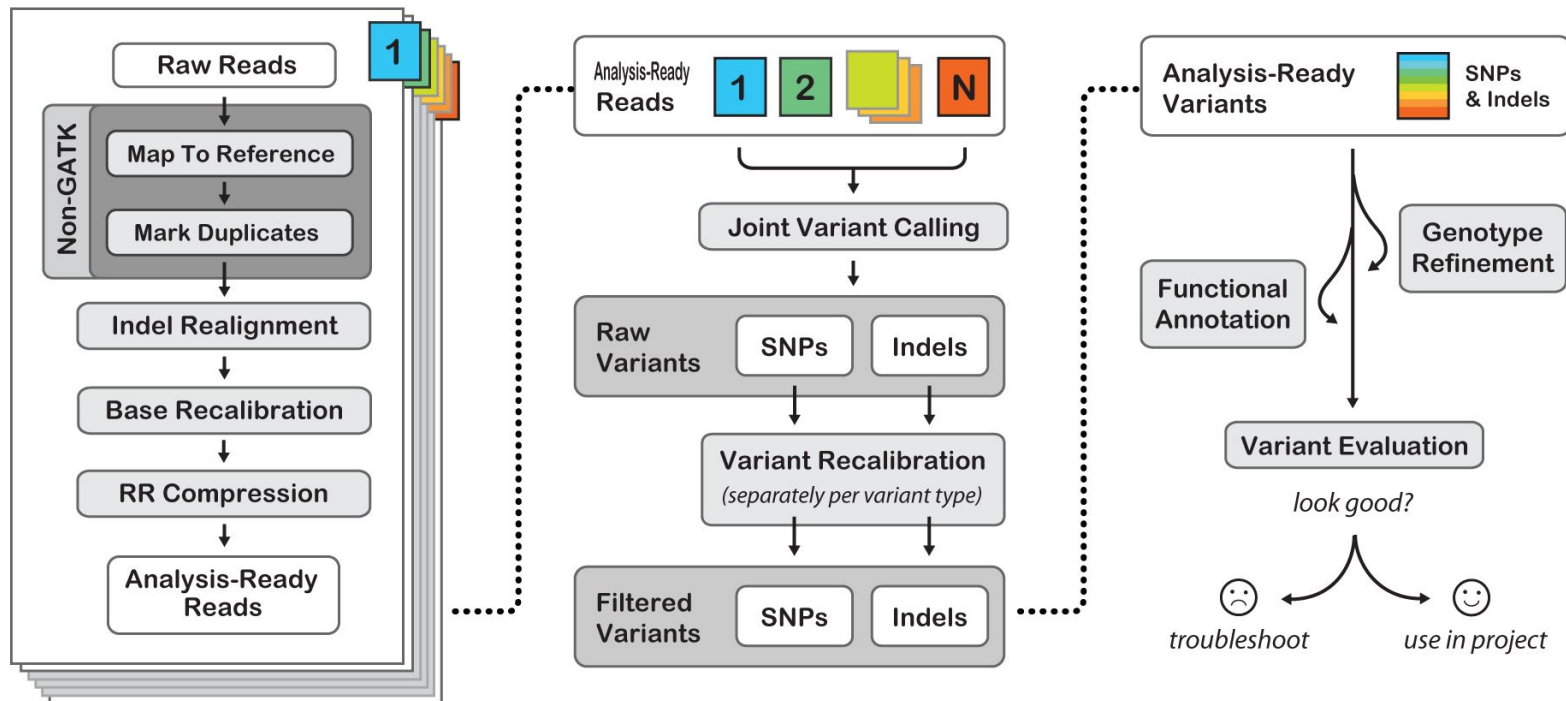 1
Raw Reads
Non-GATK
Map To Reference
Mark Duplicates
Indel Realignment
Base Recalibration
RR Compression
Analysis-Ready
Reads
Analysis-Ready
Reads
1
2
N
Joint Variant Calling
Raw
Variants
SNPs
Indels
Variant Recalibration
(separately per variant type)
Filtered
Variants
SNPs
Indels
Analysis-Ready
Variants
SNPs
& Indels
Genotype
Refinement
Functional
Annotation
Variant Evaluation
look good?
troubleshoot
use in project